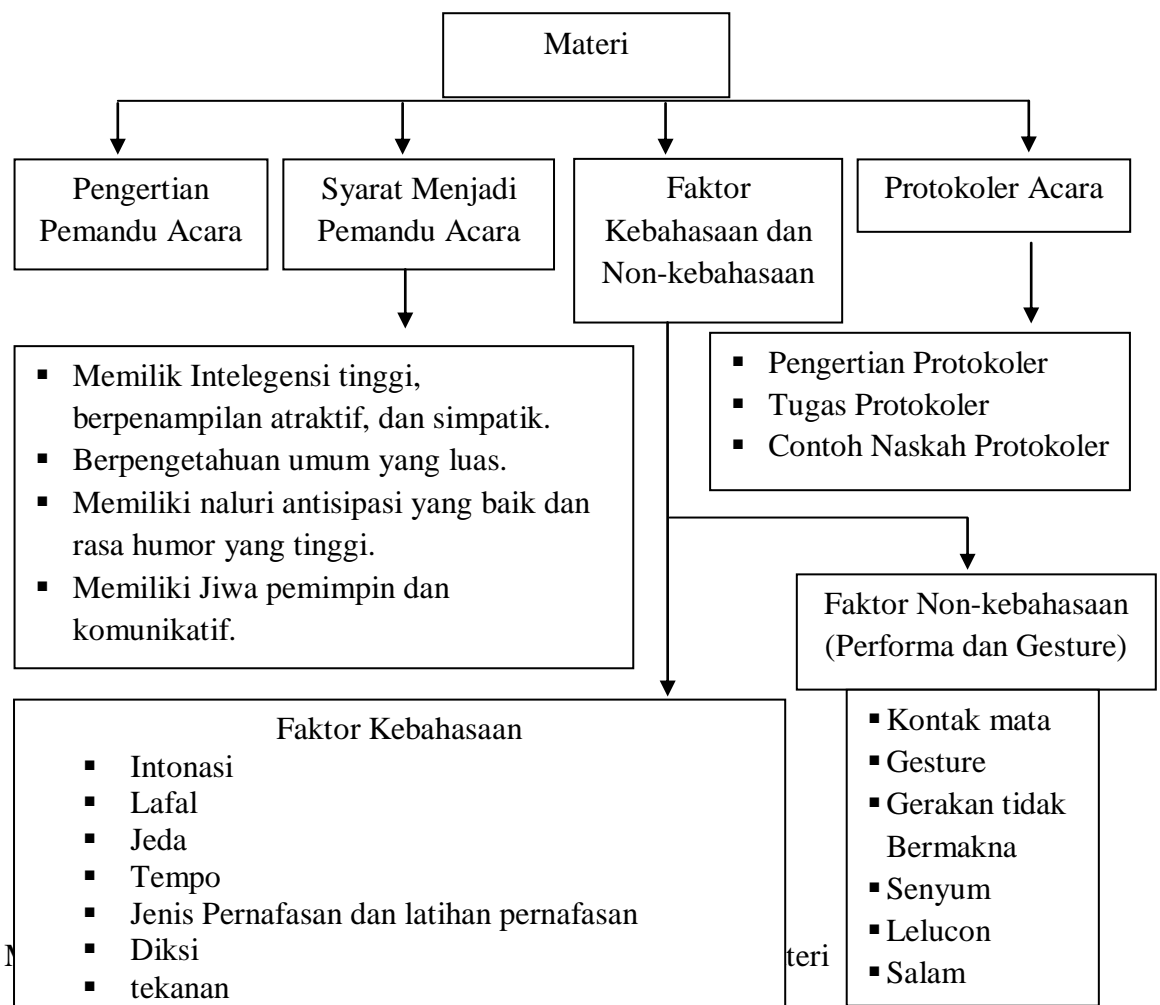 Materi
Pengertian
Pemandu Acara
Syarat Menjadi
Pemandu Acara
Faktor
Kebahasaan dan
Non-kebahasaan
Protokoler Acara
▪ Memilik Intelegensi tinggi,
berpenampilan atraktif, dan simpatik.
▪ Berpengetahuan umum yang luas.
▪ Memiliki naluri antisipasi yang baik dan
rasa humor yang tinggi.
▪ Memiliki Jiwa pemimpin dan
komunikatif.
▪ Pengertian Protokoler
▪ Tugas Protokoler
▪ Contoh Naskah Protokoler
Faktor Non-kebahasaan
(Performa dan Gesture)
▪ Kontak mata
▪ Gesture
▪ Gerakan tidak
Bermakna
▪ Senyum
▪ Lelucon
▪ Salam
Faktor Kebahasaan
▪ Intonasi
▪ Lafal
▪ Jeda
▪ Tempo
▪ Jenis Pernafasan dan latihan pernafasan
▪ Diksi
▪ tekanan
teri